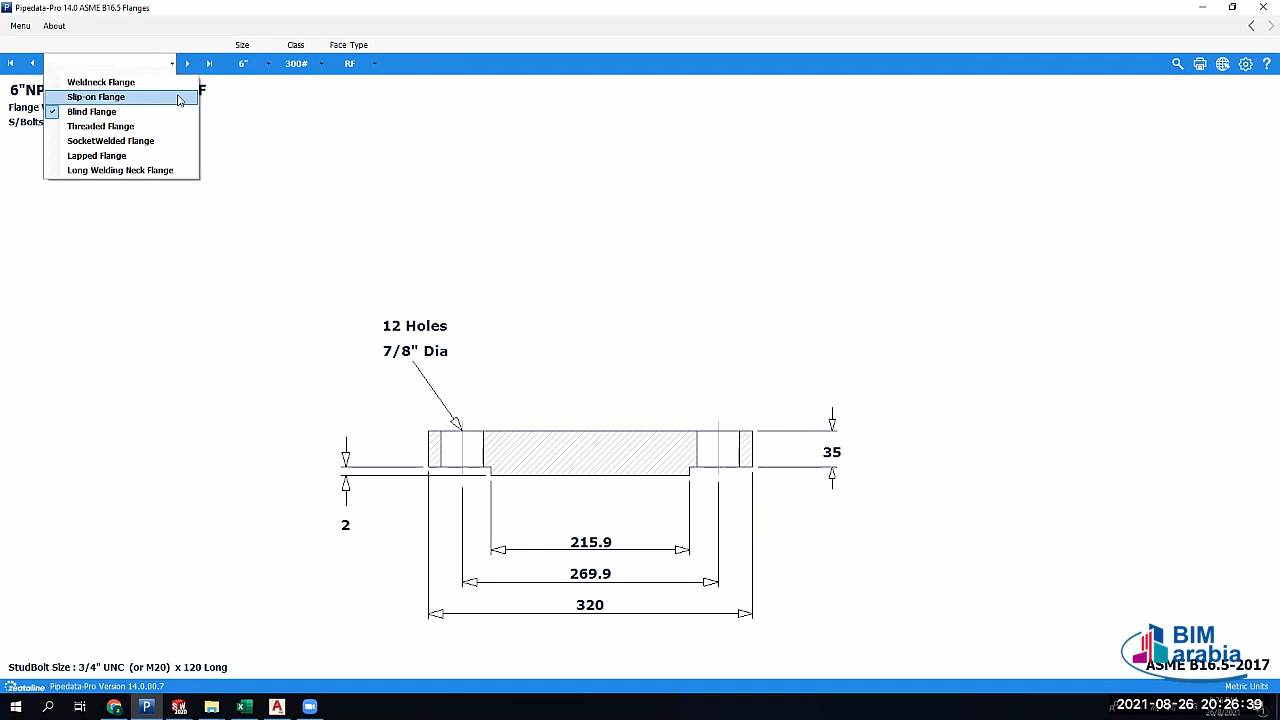 Pipedata-Pro 14.0 ASME B16.5 Flanges
Menu About
Size Class Face Type
6" 300# RF
6"NP F
Flange
S/Bolts
Weldneck Flange
Slip-on Flange
Blind Flange
Threaded Flange
SocketWelded Flange
Lapped Flange
Long Welding Neck Flange
12 Holes
7/8" Dia
35
2
215.9
269.9
320
BIM
arabia
StudBolt Size : 3/4" UNC (or M20) x 120 Long
ASME B16.5-2017
Zeataline Pipedata-Pro Version 14.0.00.7
Metric Units
2021-08-26 20:26:39